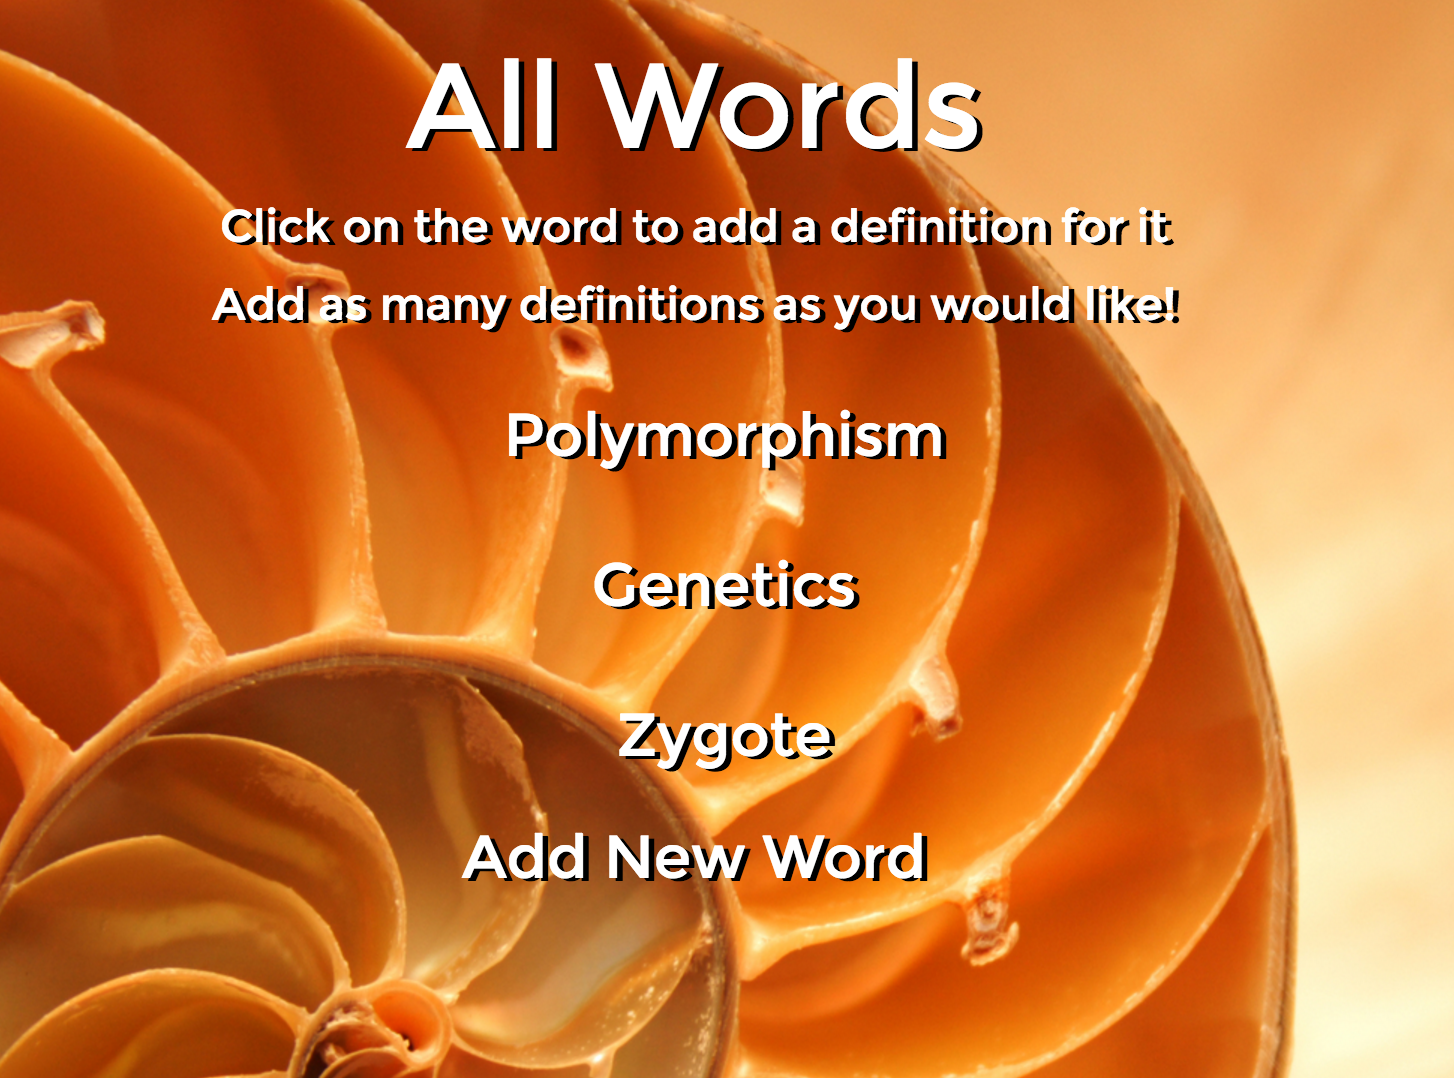 All Words
Click on the word to add a definition for it
Add as many definitions as you would like!
Polymorphism
Genetics
Zygote
Add New Word